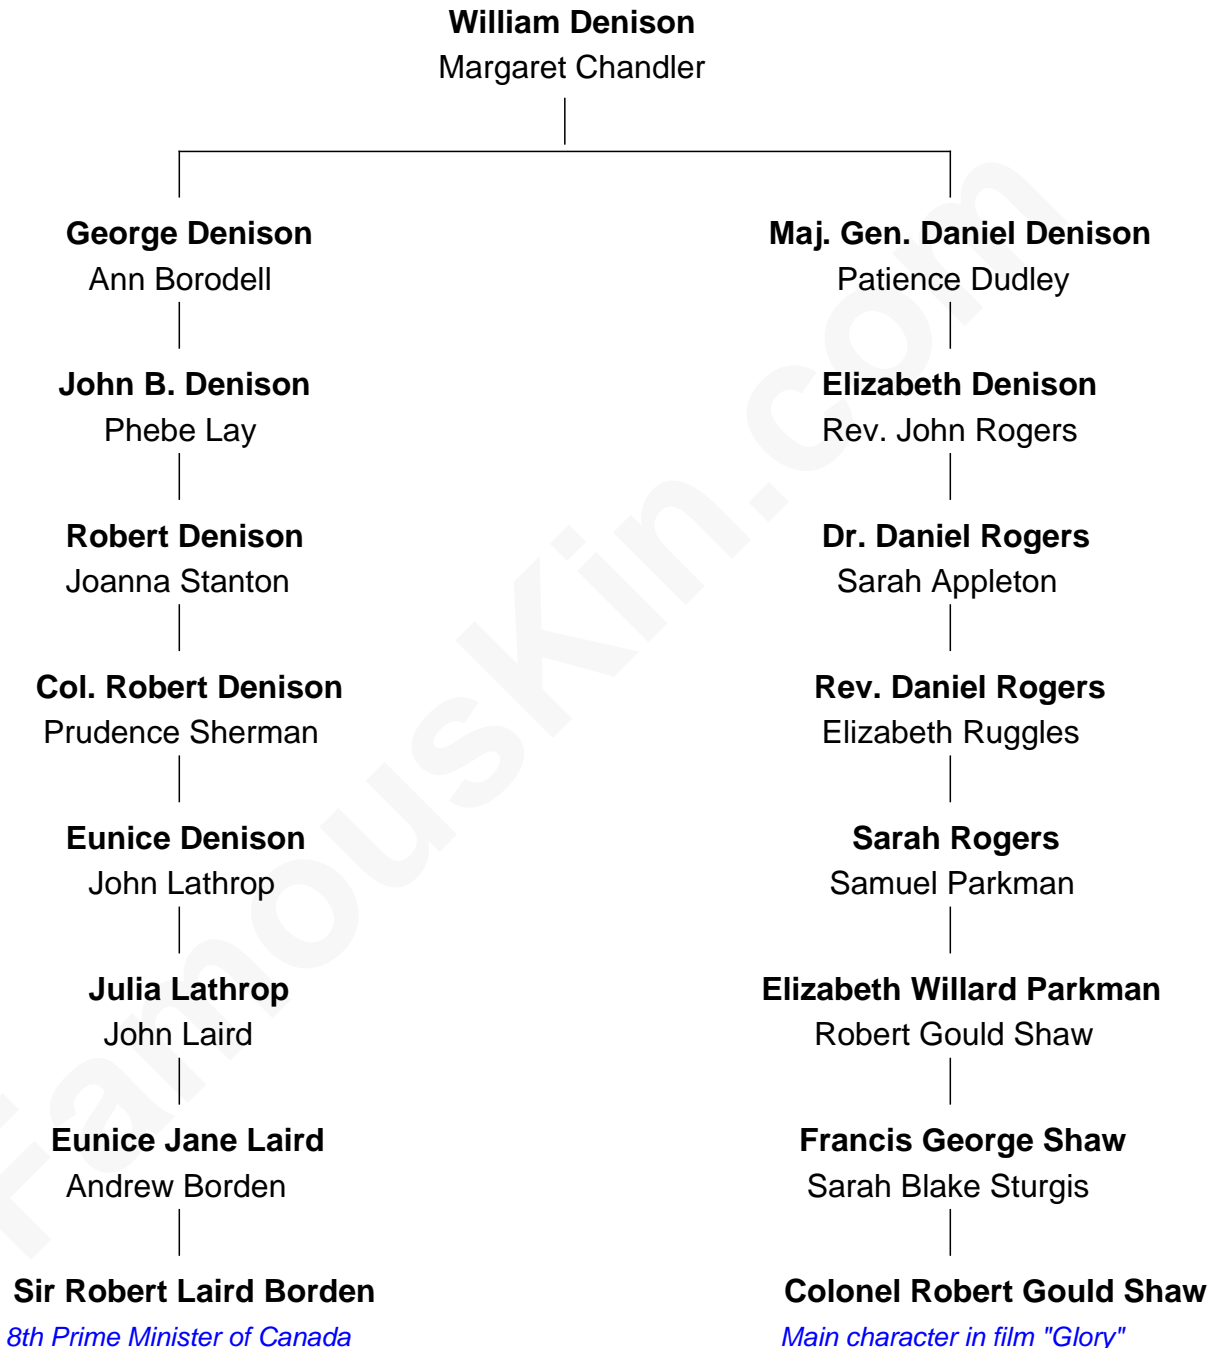 William Denison
Margaret Chandler
George Denison
Ann Borodell
Maj. Gen. Daniel Denison
Patience Dudley
John B. Denison
Phebe Lay
Elizabeth Denison
Rev. John Rogers
Robert Denison
Joanna Stanton
Dr. Daniel Rogers
Sarah Appleton
Col. Robert Denison
Prudence Sherman
Rev. Daniel Rogers
Elizabeth Ruggles
Eunice Denison
John Lathrop
Sarah Rogers
Samuel Parkman
Julia Lathrop
John Laird
Elizabeth Willard Parkman
Robert Gould Shaw
Eunice Jane Laird
Andrew Borden
Francis George Shaw
Sarah Blake Sturgis
Sir Robert Laird Borden
8th Prime Minister of Canada
Colonel Robert Gould Shaw
Main character in film "Glory"
FamousKin.com